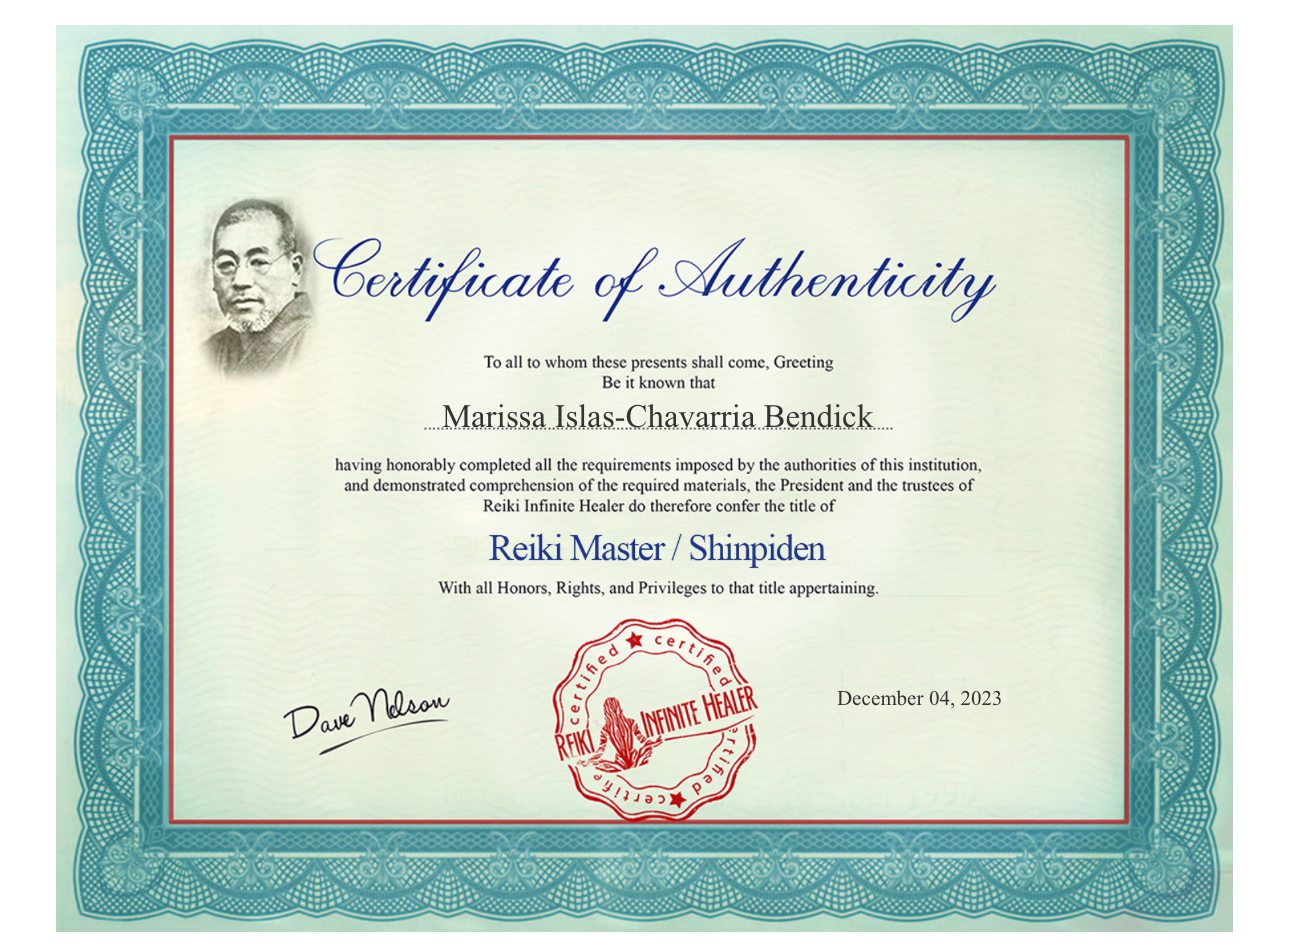 Certificate of Authenticity
To all to whom these presents shall come, Greeting
Be it known that
Marissa Islas-Chavarria Bendick
having honorably completed all the requirements imposed by the authorities of this institution,
and demonstrated comprehension of the required materials, the President and the trustees of
Reiki Infinite Healer do therefore confer the title of
Reiki Master / Shinpiden
With all Honors, Rights, and Privileges to that title appertaining.
certified ★ certified
REIKI INFINITE HEALER
certified ★ certifie
Dave Nelson
December 04, 2023